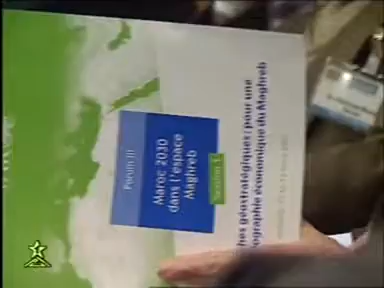 Forum III
Maroc 2030
dans l'espace
Maghreb
Session 1
hes géostratégiques : pour une
ographie économique du Maghreb